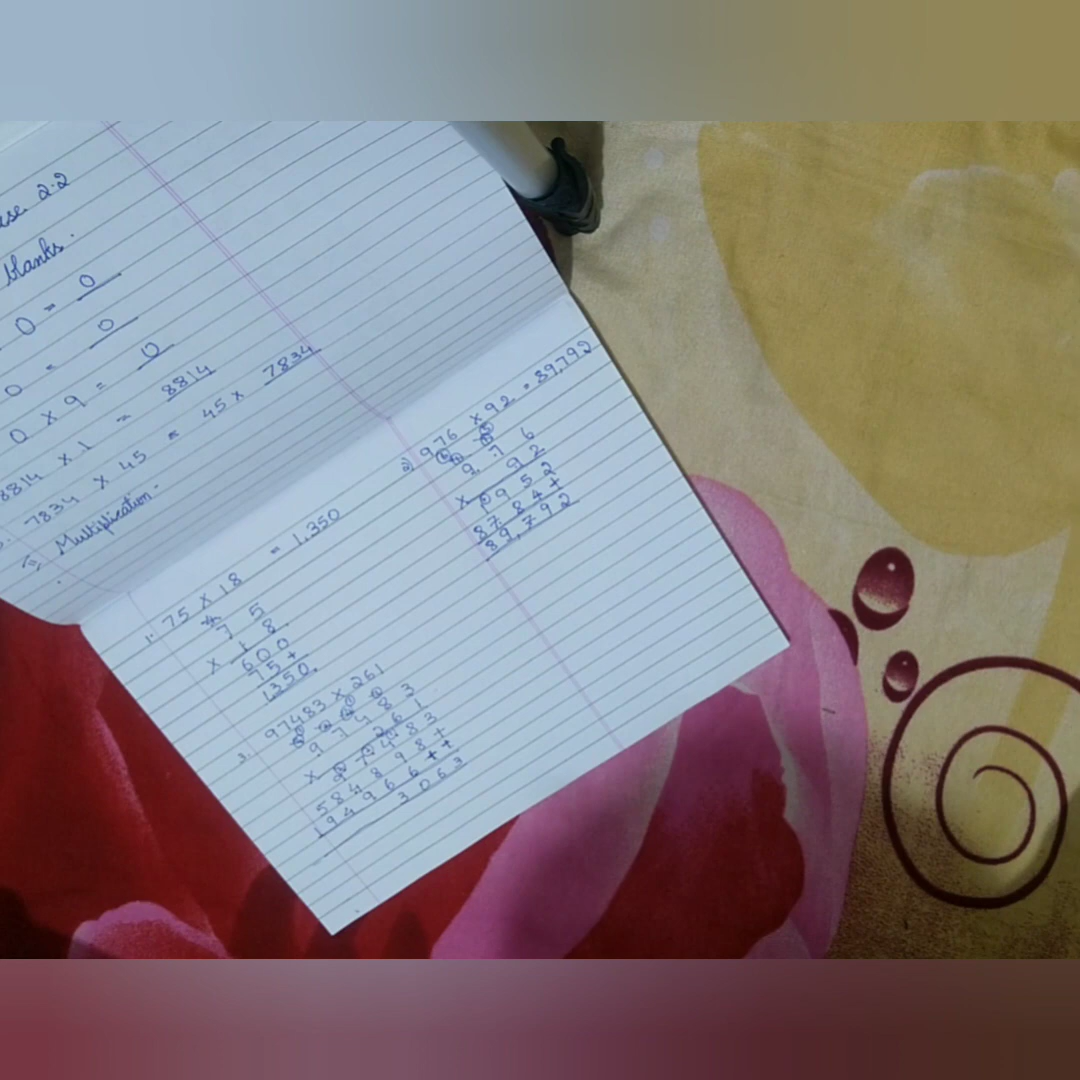 2.2
blanks.
0 = 0
0 = 0
0 × 9 = 0
8814 × 1 = 8814
7834 × 45 = 45 × 7834
Multiplication.
1. 75 × 18 = 1,350
7 5
× 1 8
6 0 0
7 5 +
1,3 5 0.
2) 976 × 92 = 89,792
9 7 6
× 9 2
1 9 5 2
8 7 8 4 +
8 9, 7 9 2
3. 97483 × 261
9 7 4 8 3
× 2 6 1
9 7 4 8 3
5 8 4 8 9 8 +
1 9 4 9 6 6 + +
3 0 6 3